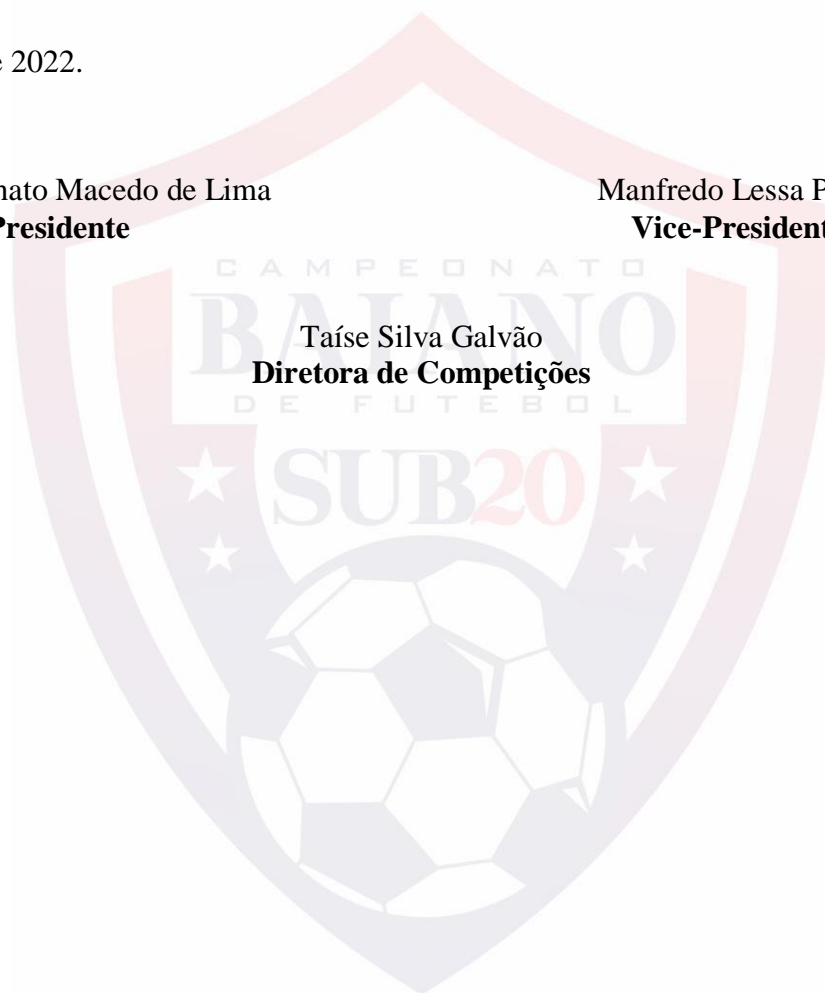 2022.
Macedo de Lima
Manfredo Lessa
Presidente
CAMPEONATO
BAIANO
Taíse Silva Galvão
Diretora de Competições
DE FUTEBOL
SUB20